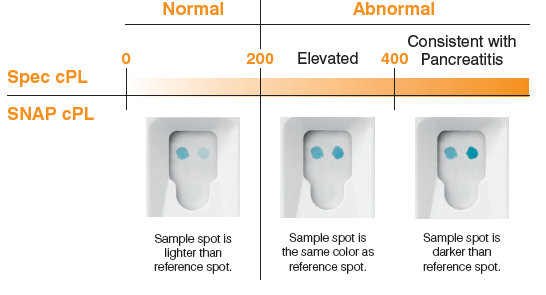 Normal
Abnormal
Consistent with
0
200
Elevated
400
Pancreatitis
Spec cPL
SNAP cPL
Sample spot is
lighter than
reference spot.
Sample spot is
the same color as
reference spot.
Sample spot is
darker than
reference spot.